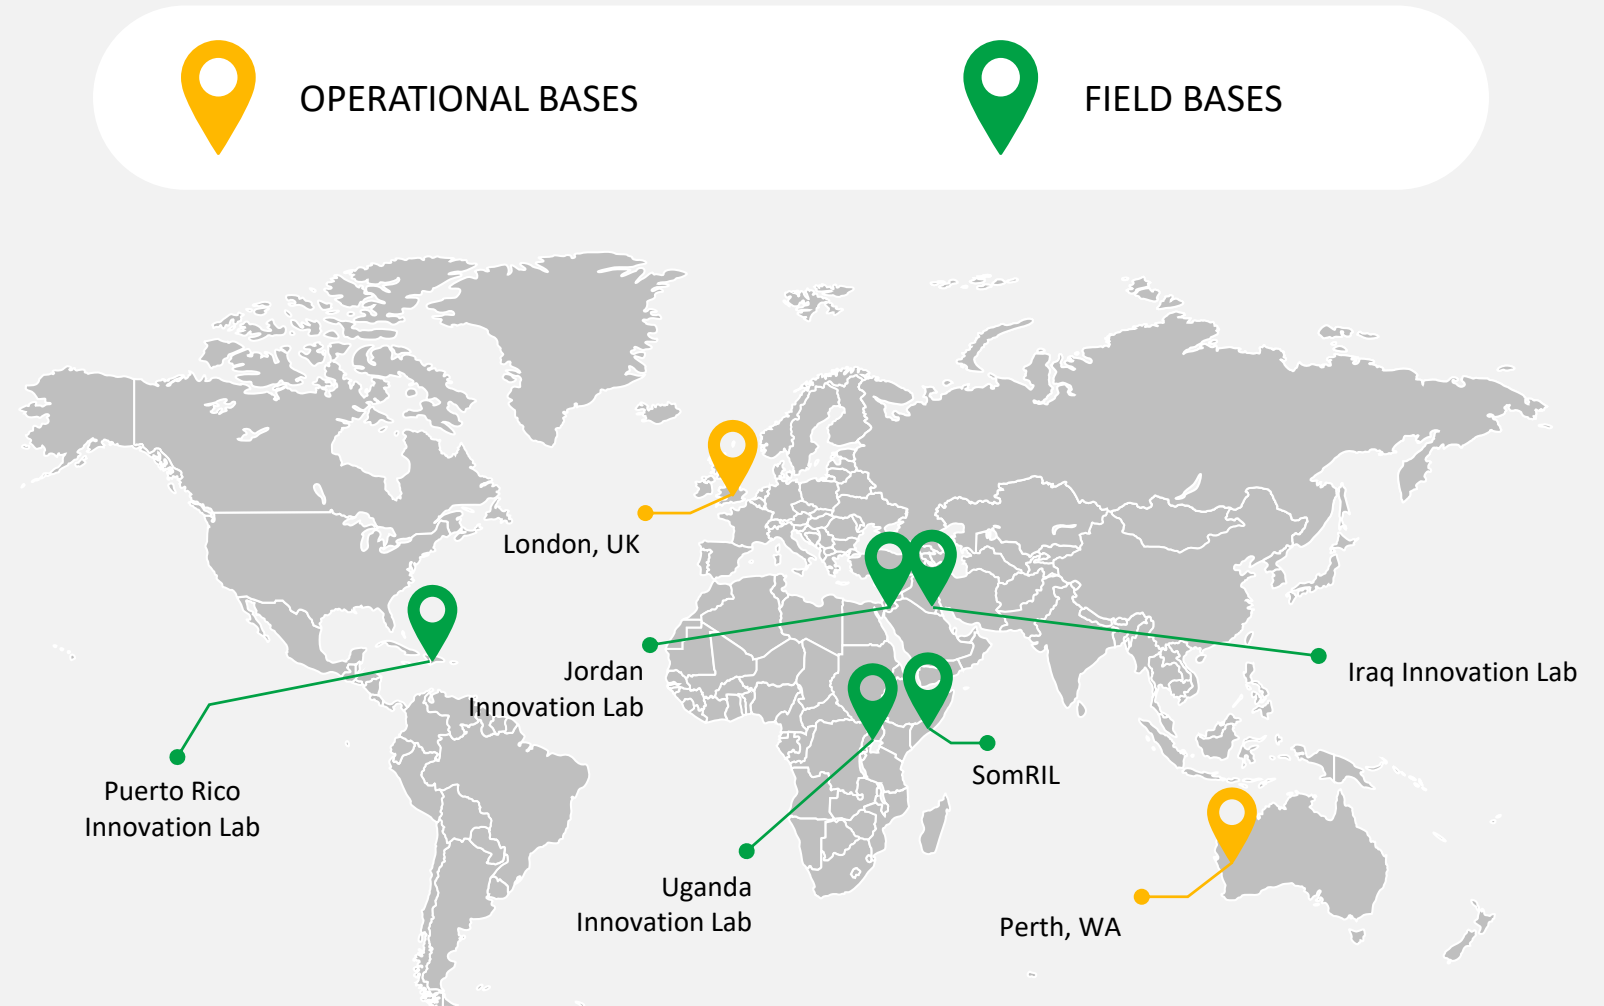 OPERATIONAL BASES
FIELD BASES
London, UK
Jordan
Innovation Lab
Iraq Innovation Lab
Puerto Rico
Innovation Lab
SomRIL
Uganda
Innovation Lab
Perth, WA